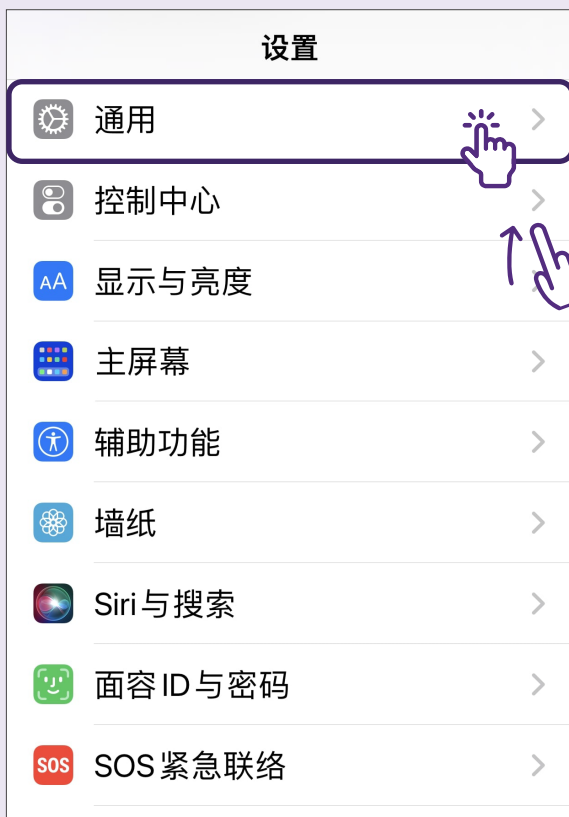 设置
通用
控制中心
AA 显示与亮度
主屏幕
辅助功能
墙纸
Siri与搜索
面容ID与密码
SOS SOS紧急联络